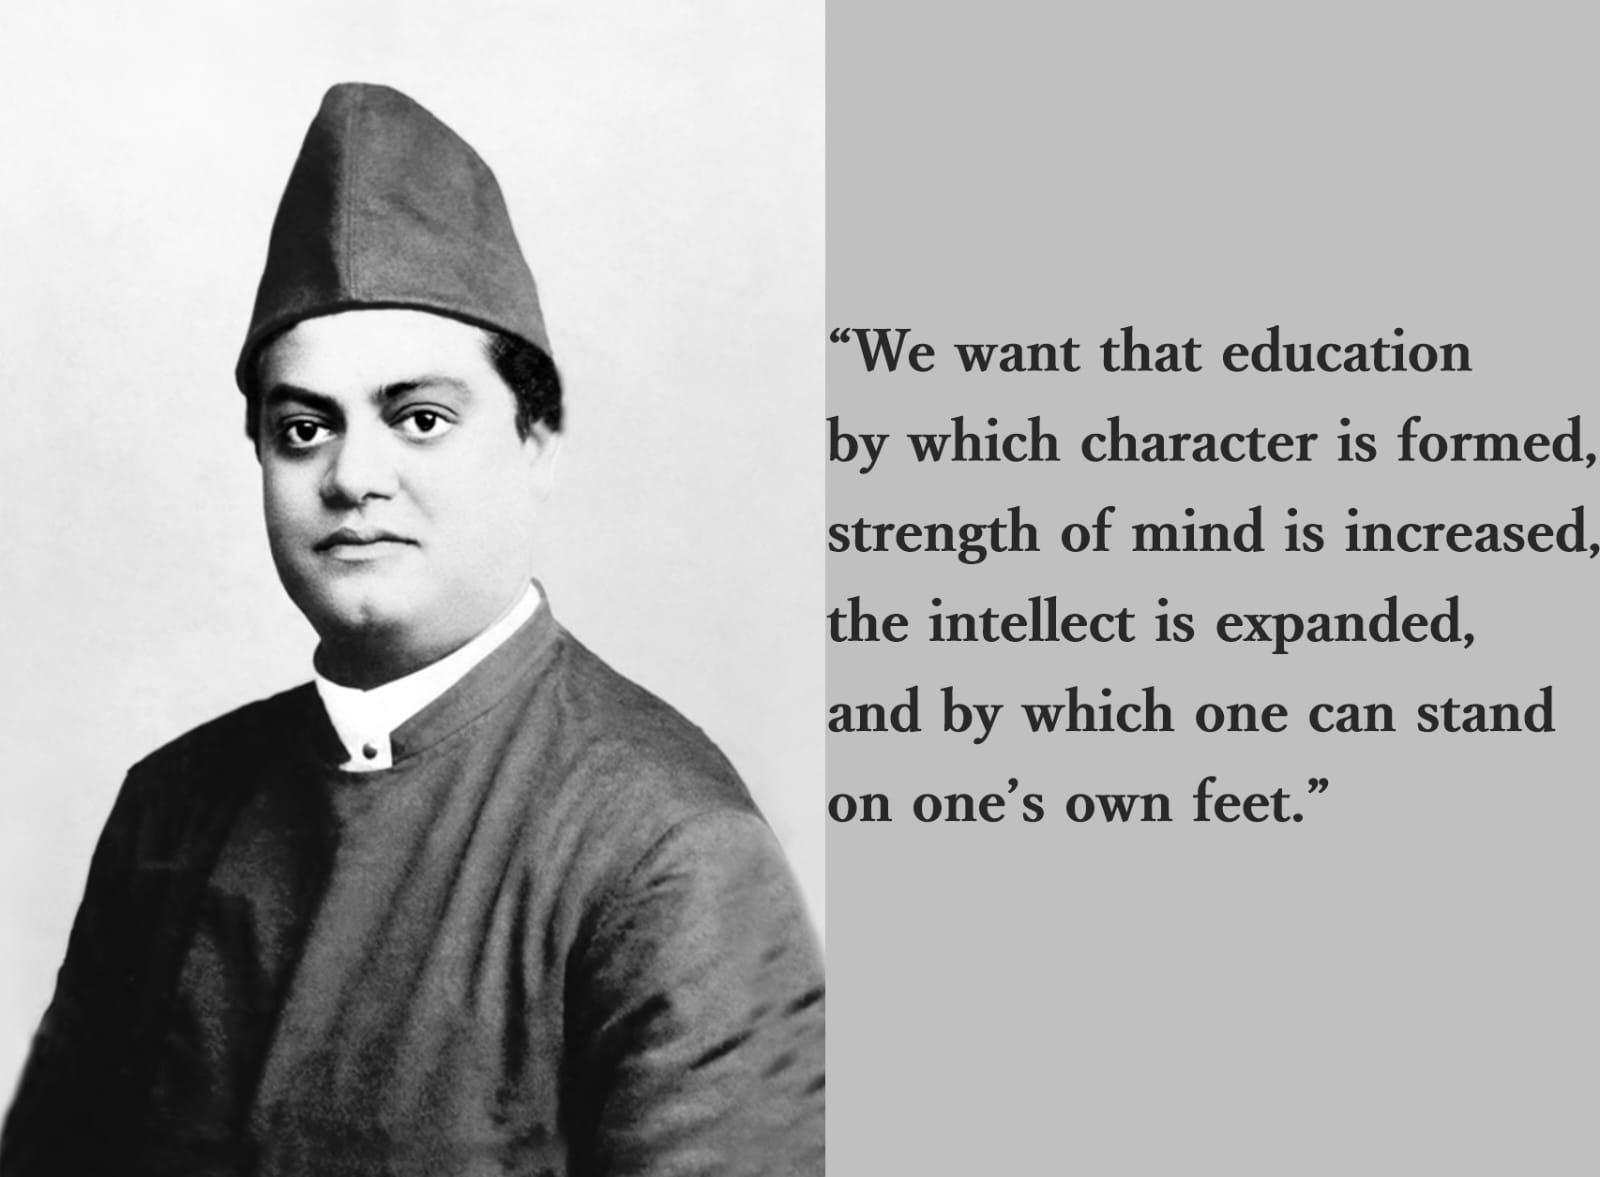 “We want that education
by which character is formed,
strength of mind is increased,
the intellect is expanded,
and by which one can stand
on one’s own feet.”